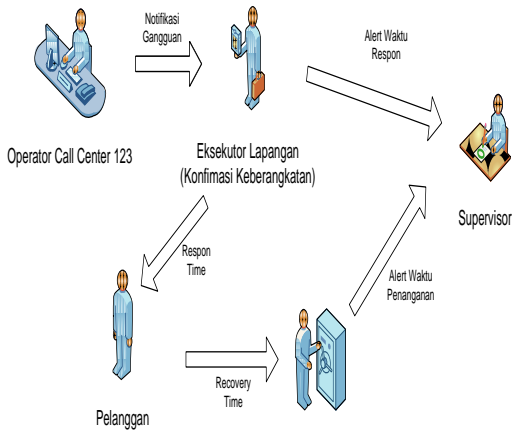 Notifikasi
Gangguan
Alert Waktu
Respon
Operator Call Center 123
Eksekutor Lapangan
(Konfimasi Keberangkatan)
Supervisor
Respon
Time
Alert Waktu
Penanganan
Recovery
Time
Pelanggan